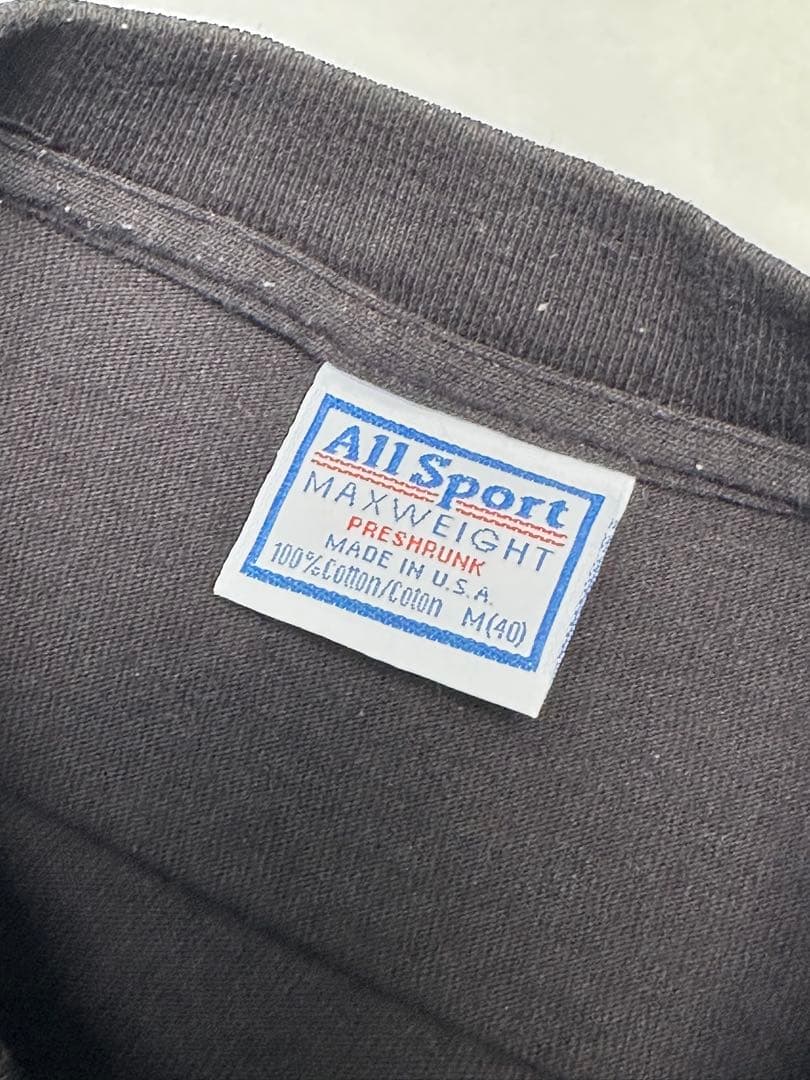 All Sport
MAXWEIGHT
PRESHRUNK
MADE IN U.S.A.
100% Cotton/Coton M(40)